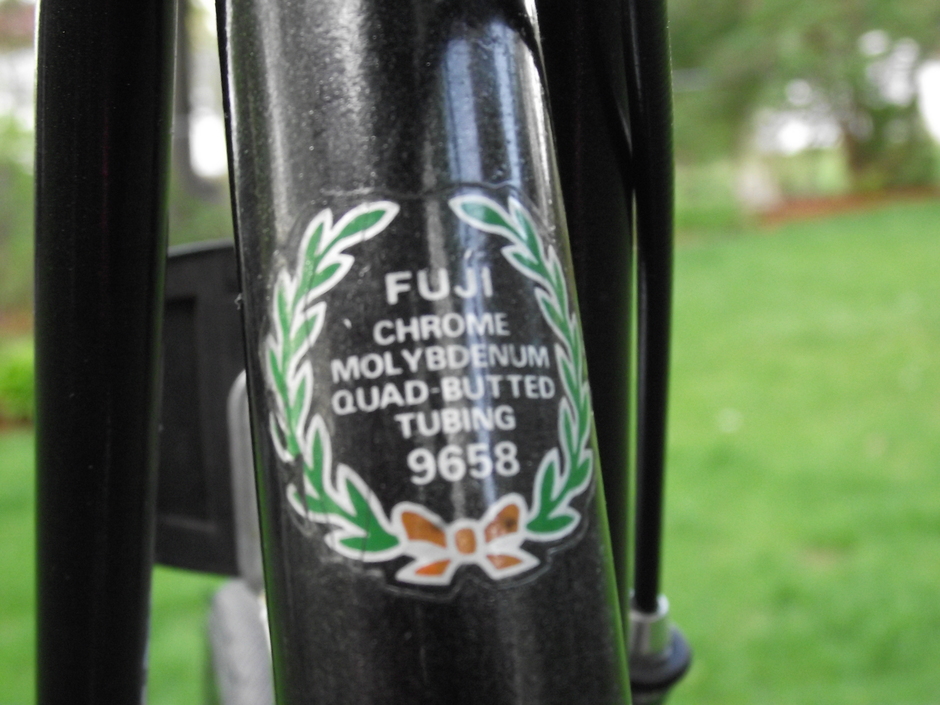 FUJI
CHROME
MOLYBDENUM
QUAD-BUTTED
TUBING
9658